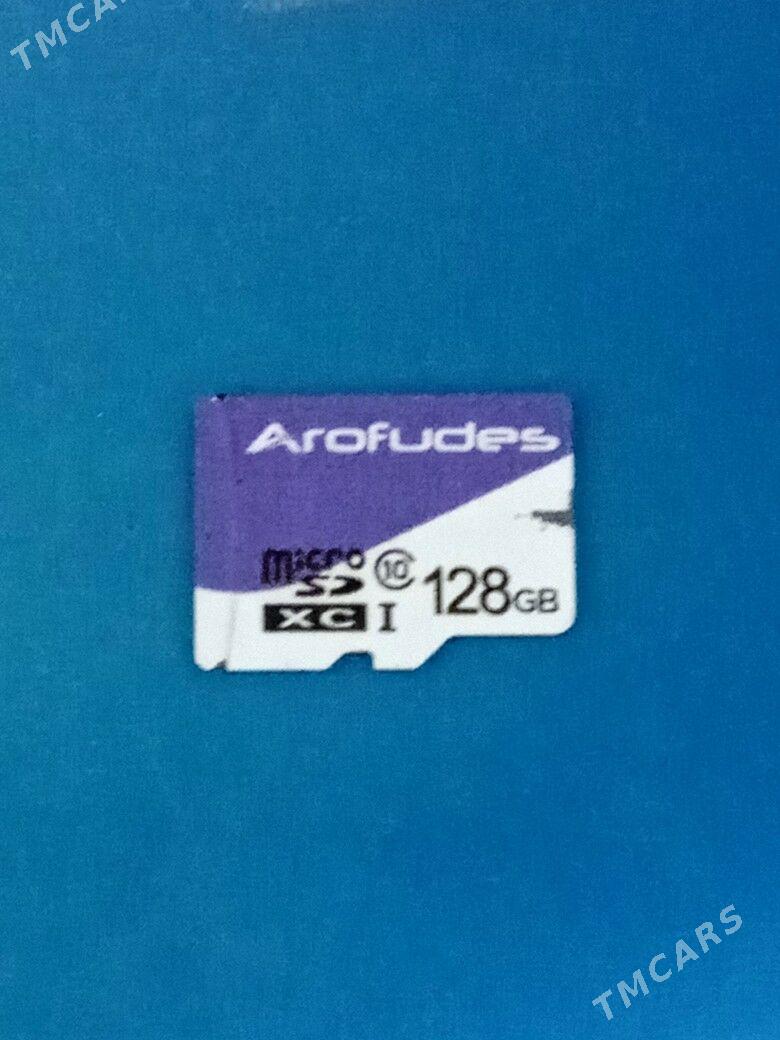 TMCARS
Arofudes
micro
SD
XC I
10
128GB
TMCARS